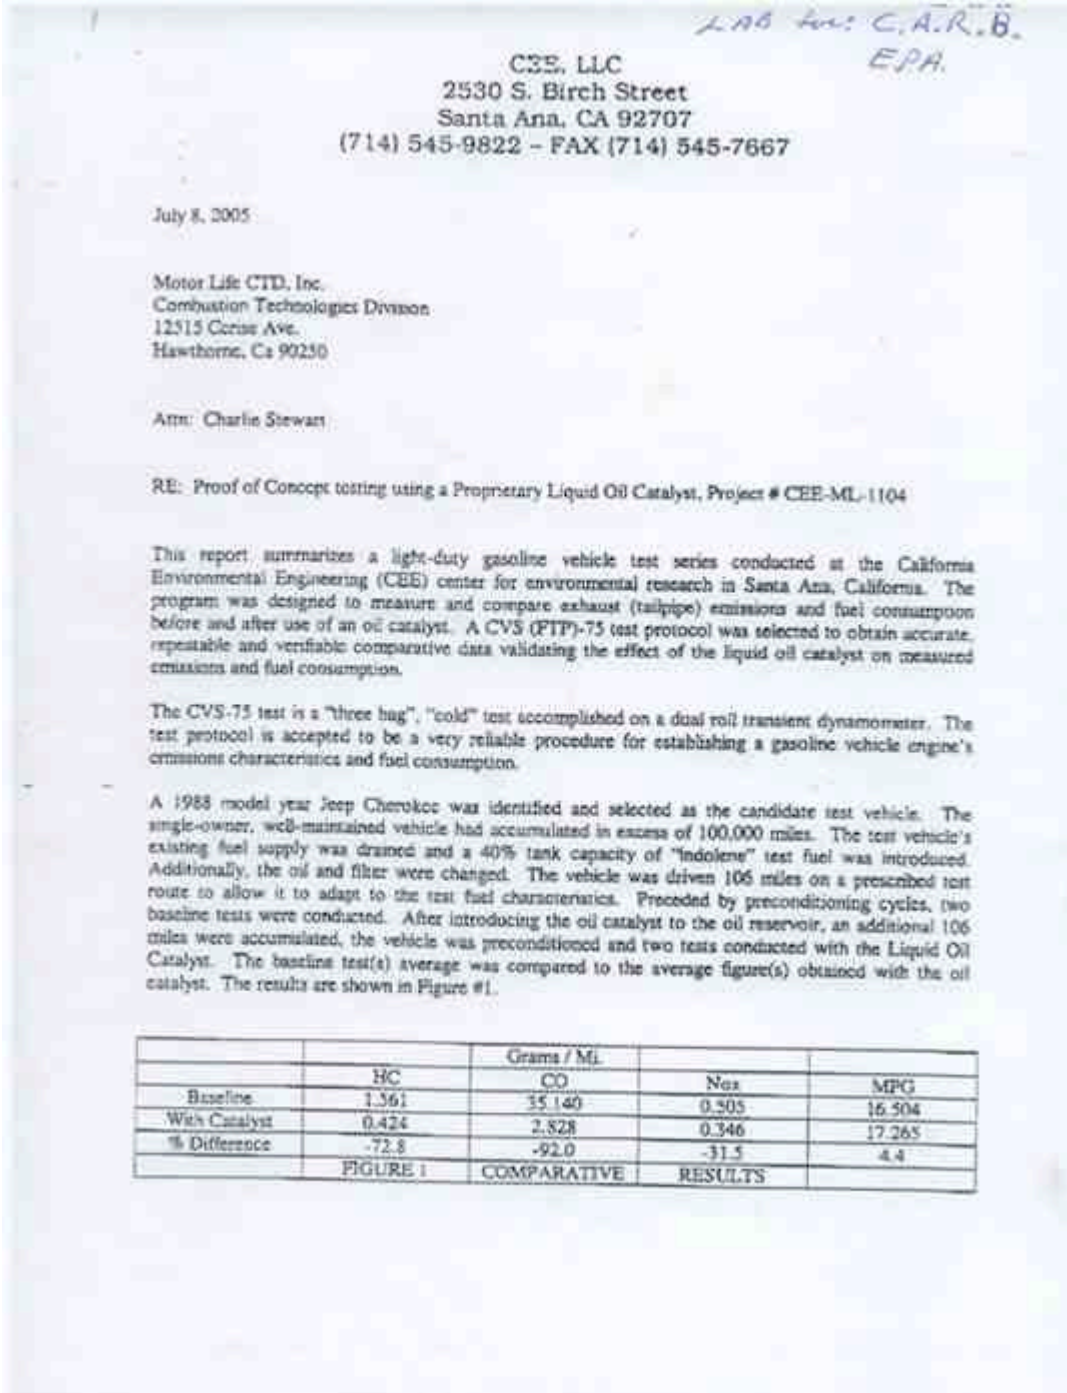 LAB for: C.A.R.B.
EPA.
CEE, LLC
2530 S. Birch Street
Santa Ana, CA 92707
(714) 545-9822 – FAX (714) 545-7667
July 8, 2005
Motor Life CTD, Inc.
Combustion Technologies Division
12515 Cerise Ave.
Hawthorne, Ca 90250
Attn: Charlie Stewart
RE: Proof of Concept testing using a Proprietary Liquid Oil Catalyst, Project # CEE-ML-1104
This report summarizes a light-duty gasoline vehicle test series conducted at the California
Environmental Engineering (CEE) center for environmental research in Santa Ana, California. The
program was designed to measure and compare exhaust (tailpipe) emissions and fuel consumption
before and after use of an oil catalyst. A CVS (FTP)-75 test protocol was selected to obtain accurate,
repeatable and verifiable comparative data validating the effect of the liquid oil catalyst on measured
emissions and fuel consumption.
The CVS-75 test is a "three bag", "cold" test accomplished on a dual roll transient dynamometer. The
test protocol is accepted to be a very reliable procedure for establishing a gasoline vehicle engine's
emissions characteristics and fuel consumption.
A 1988 model year Jeep Cherokee was identified and selected as the candidate test vehicle. The
single-owner, well-maintained vehicle had accumulated in excess of 100,000 miles. The test vehicle's
existing fuel supply was drained and a 40% tank capacity of "Indolene" test fuel was introduced.
Additionally, the oil and filter were changed. The vehicle was driven 106 miles on a prescribed test
route to allow it to adapt to the test fuel characteristics. Preceded by preconditioning cycles, two
baseline tests were conducted. After introducing the oil catalyst to the oil reservoir, an additional 106
miles were accumulated, the vehicle was preconditioned and two tests conducted with the Liquid Oil
Catalyst. The baseline test(s) average was compared to the average figure(s) obtained with the oil
catalyst. The results are shown in Figure #1.
Grams / Mi.
HC CO Nox MPG
Baseline 1.561 35.140 0.505 16.504
With Catalyst 0.424 2.828 0.346 17.265
% Difference -72.8 -92.0 -31.5 4.4
FIGURE 1 COMPARATIVE RESULTS